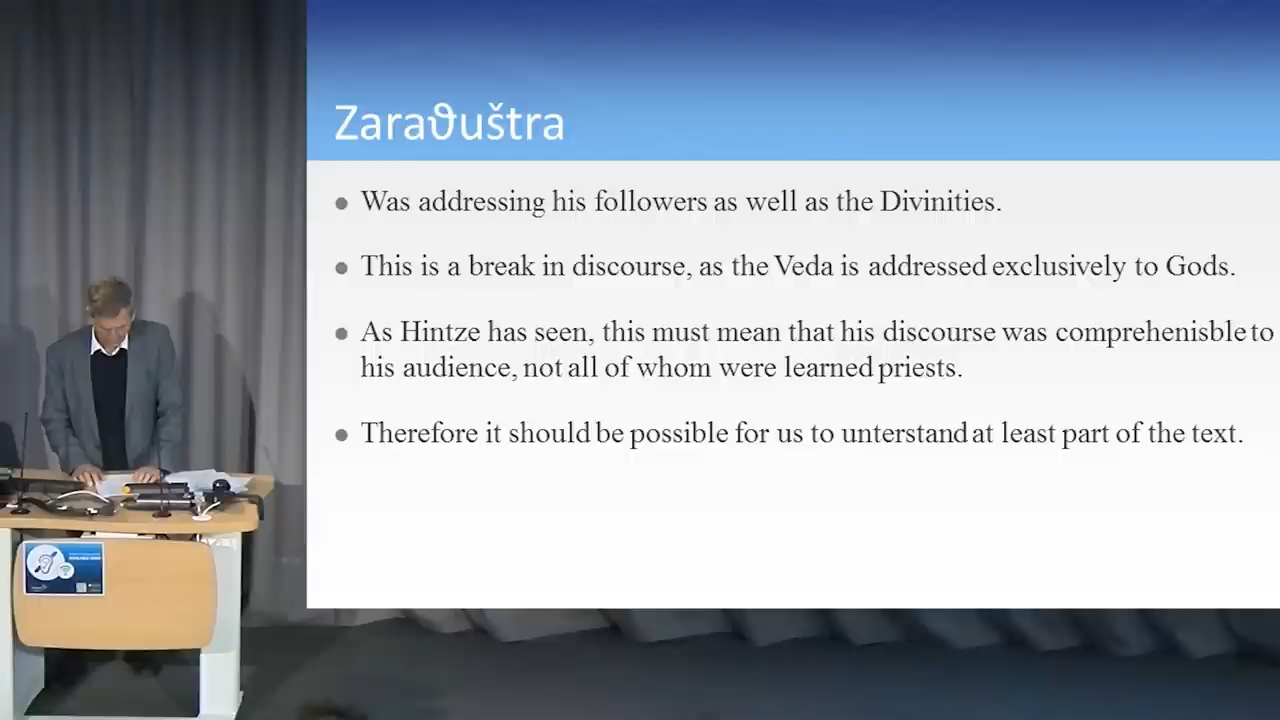 Zaraϑuštra
Was addressing his followers as well as the Divinities.
This is a break in discourse, as the Veda is addressed exclusively to Gods.
As Hintze has seen, this must mean that his discourse was comprehenisble to
his audience, not all of whom were learned priests.
Therefore it should be possible for us to unterstand at least part of the text.